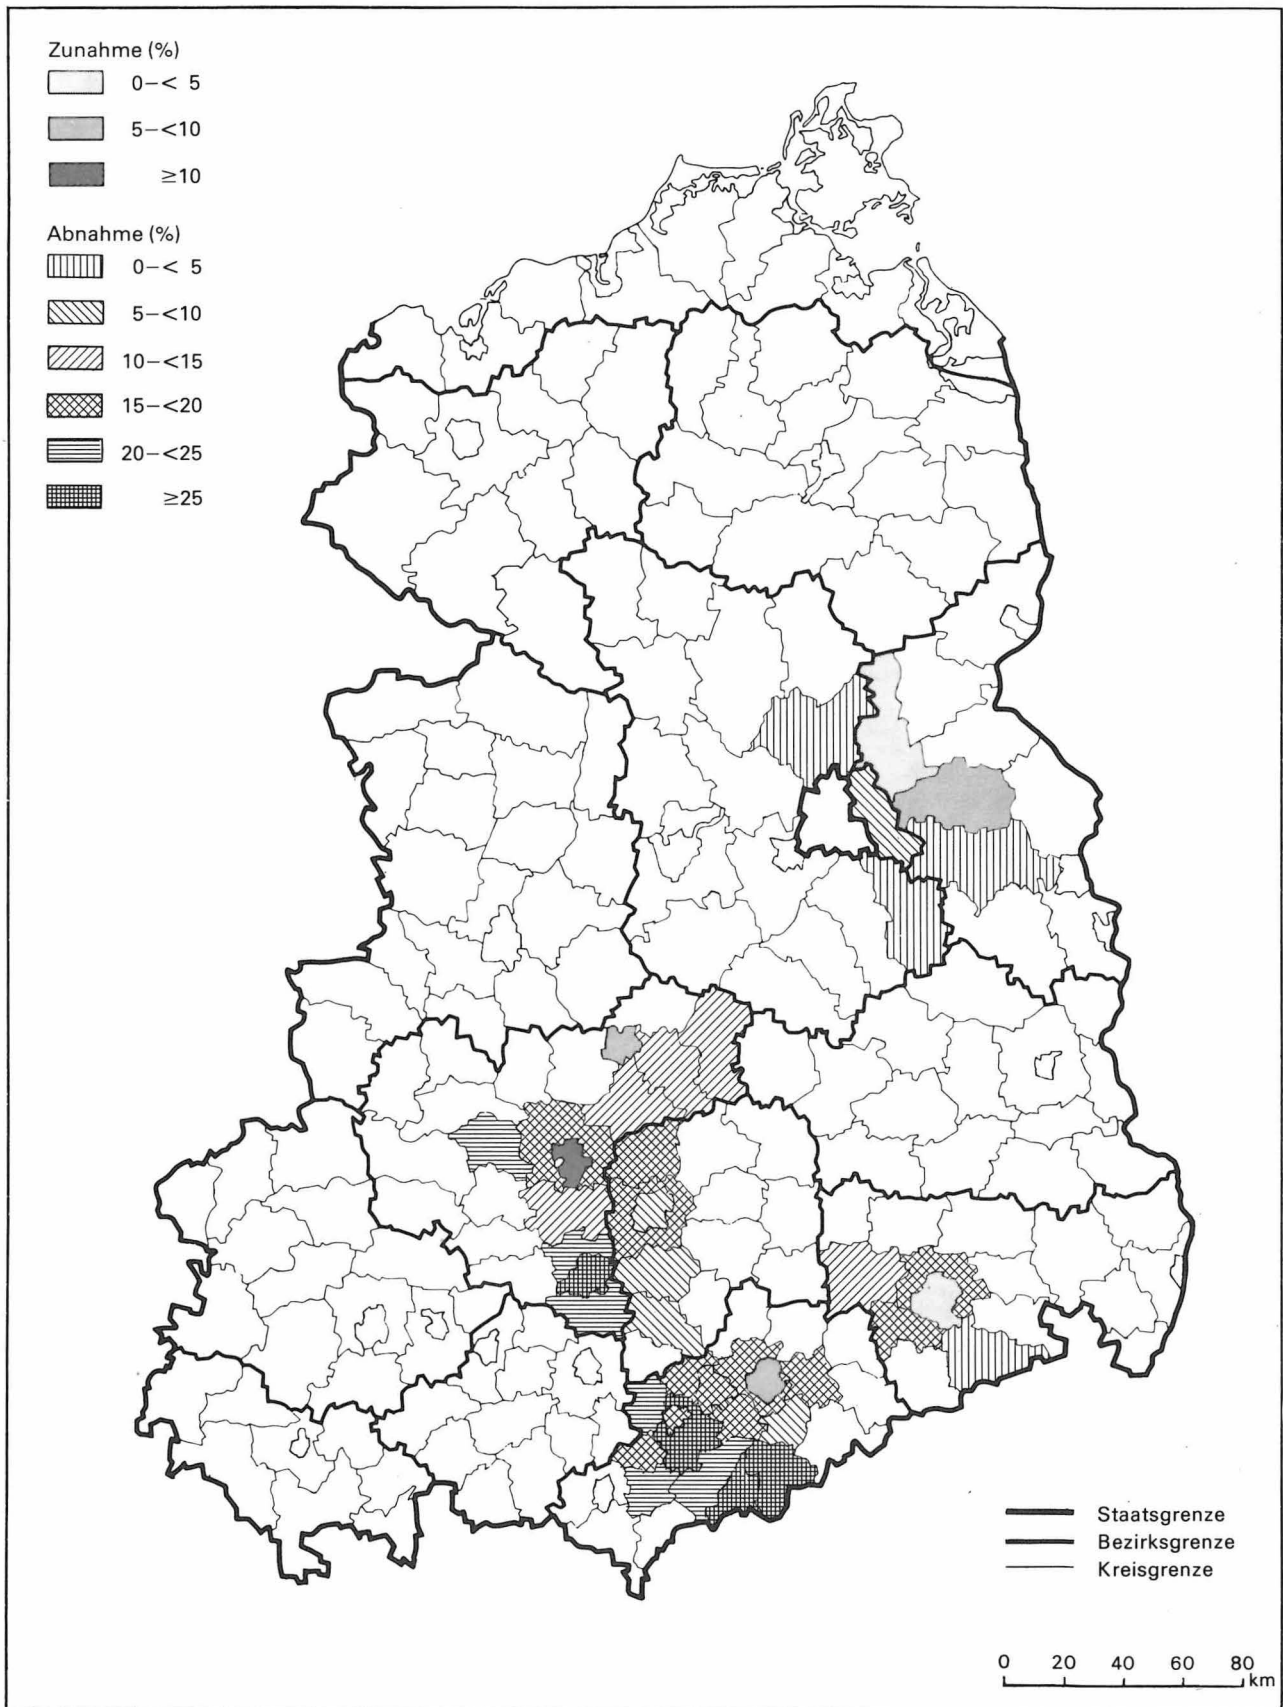 Zunahme (%)
0–< 5
5–<10
≥10
Abnahme (%)
0–< 5
5–<10
10–<15
15–<20
20–<25
≥25
Staatsgrenze
Bezirksgrenze
Kreisgrenze
0 20 40 60 80
km